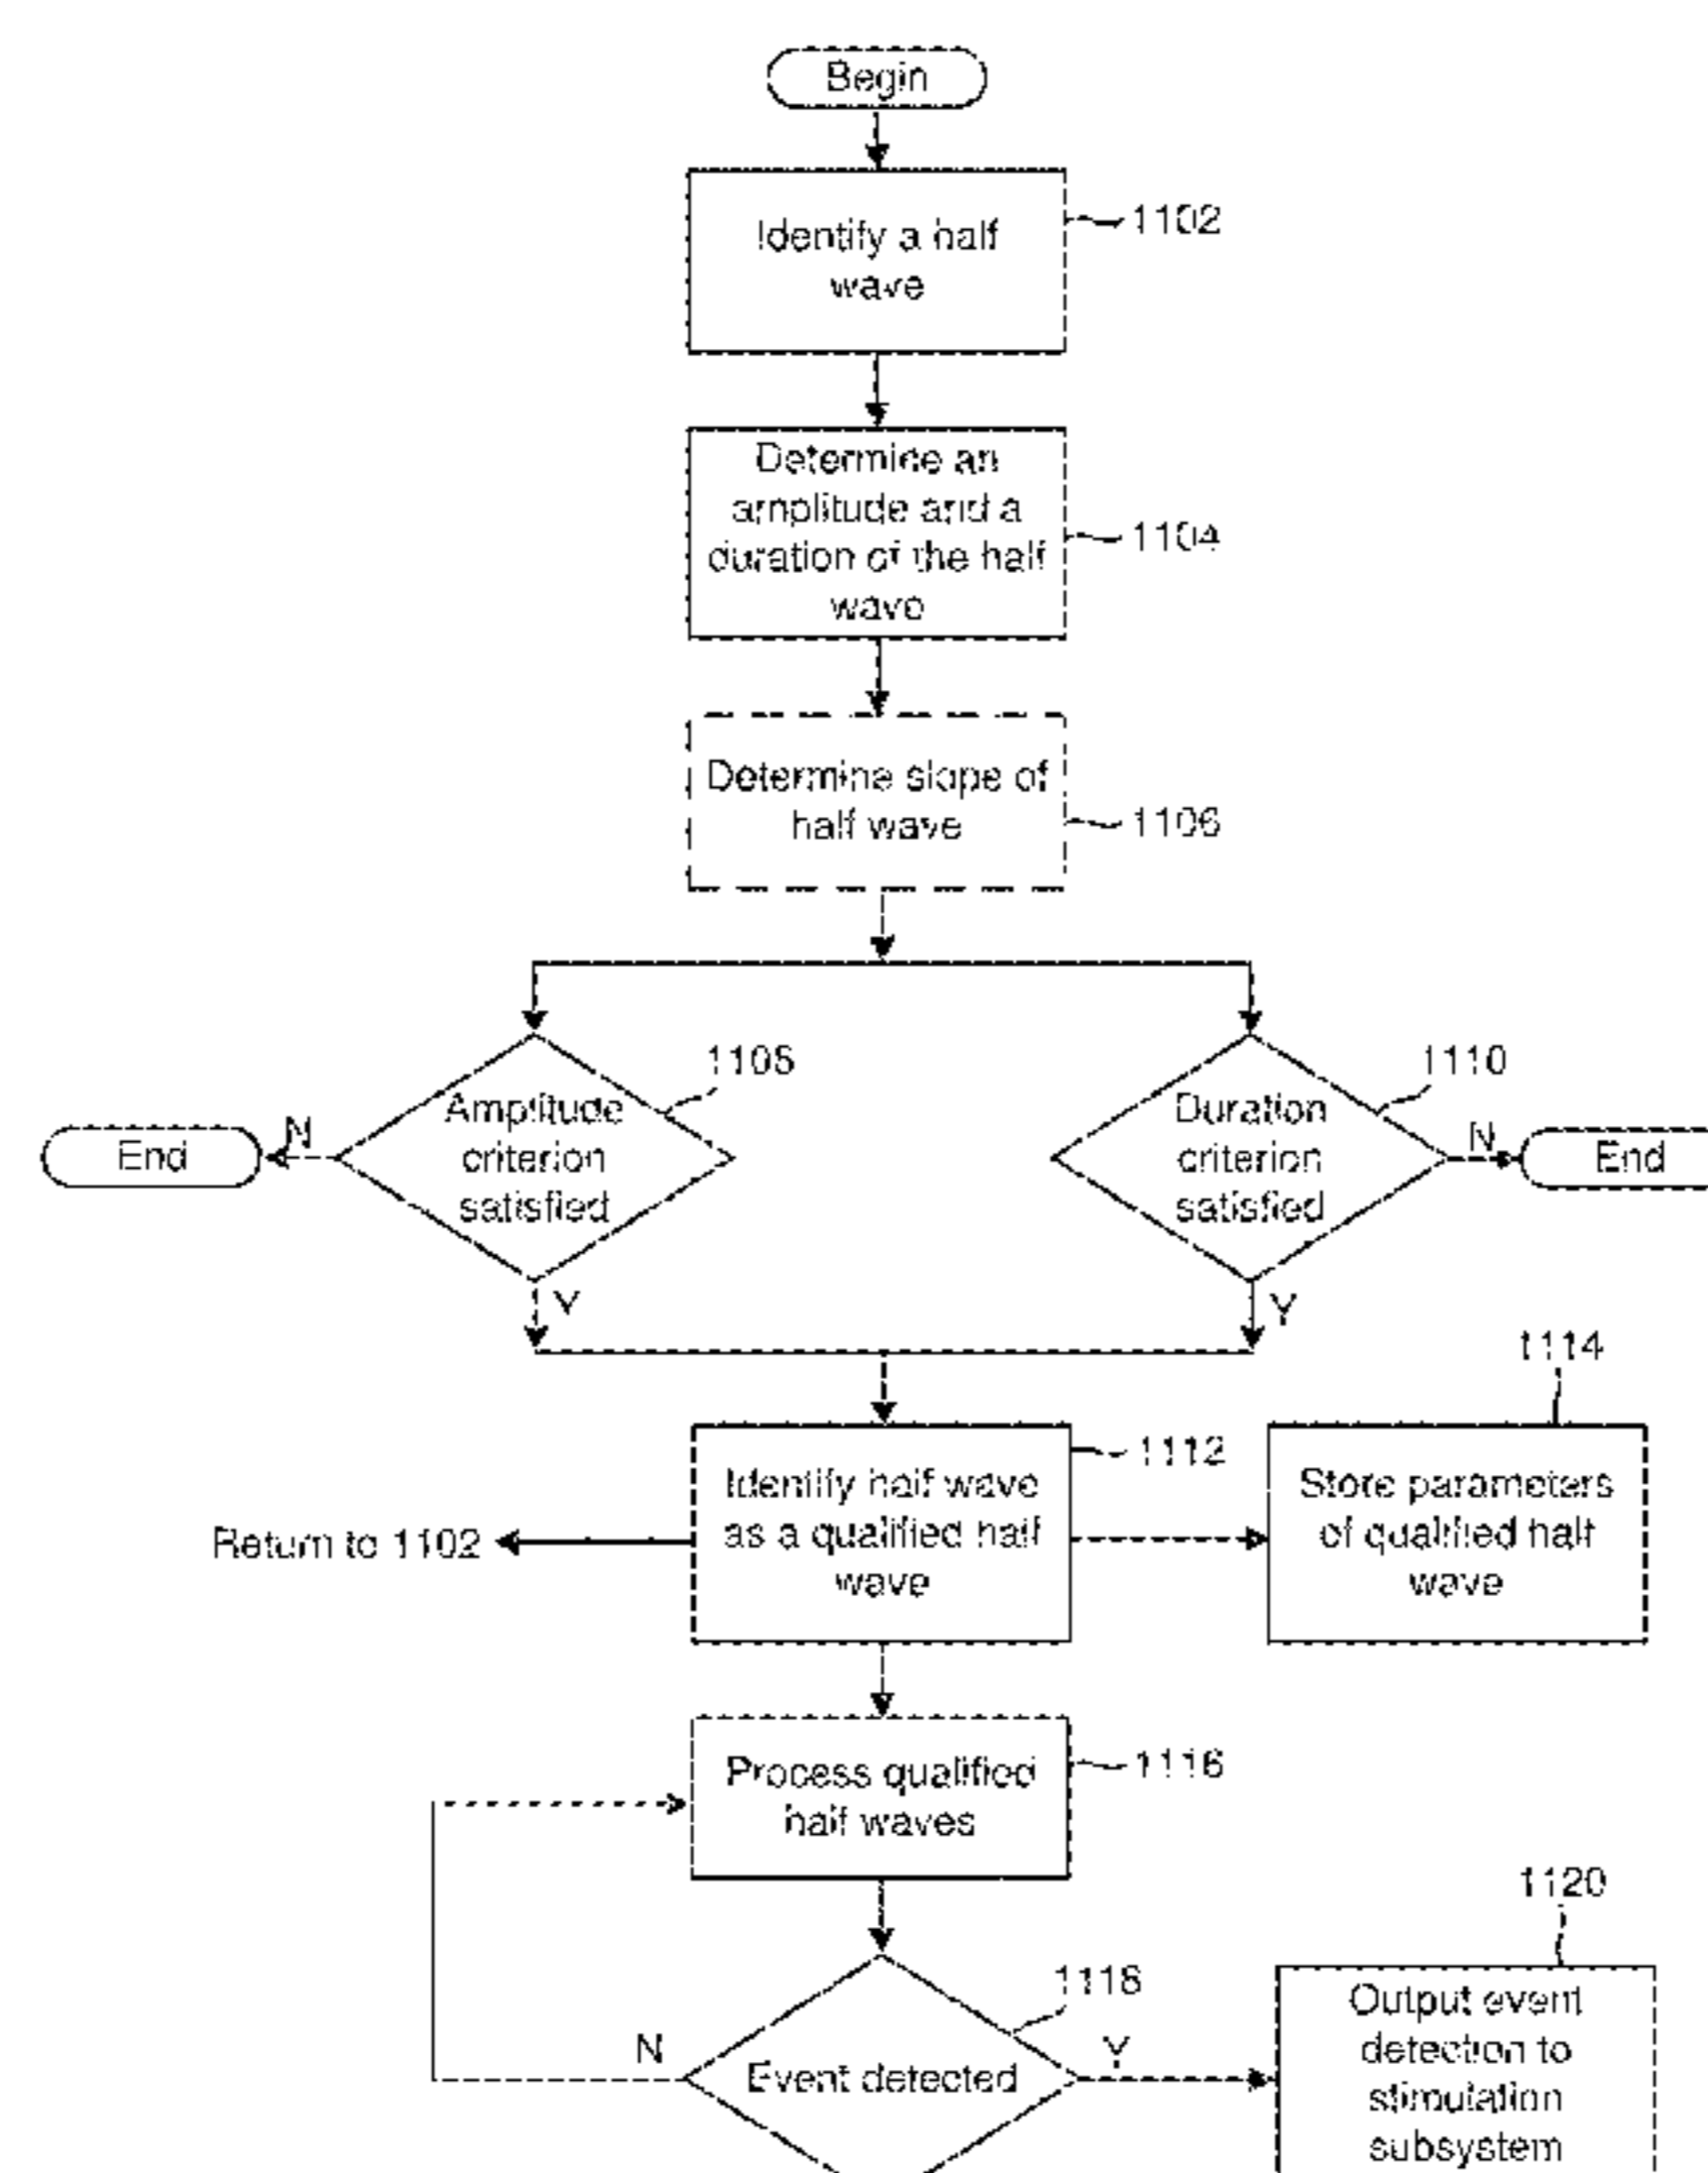 Begin
Identify a half
wave
1102
Determine an
amplitude and a
duration of the half
wave
1104
Determine slope of
half wave
1106
1108
Amplitude
criterion
satisfied
N
End
Y
1110
Duration
criterion
satisfied
N
End
Y
1112
Identify half wave
as a qualified half
wave
Return to 1102
1114
Store parameters
of qualified half
wave
Process qualified
half waves
1116
1118
Event detected
N
Y
1120
Output event
detection to
stimulation
subsystem